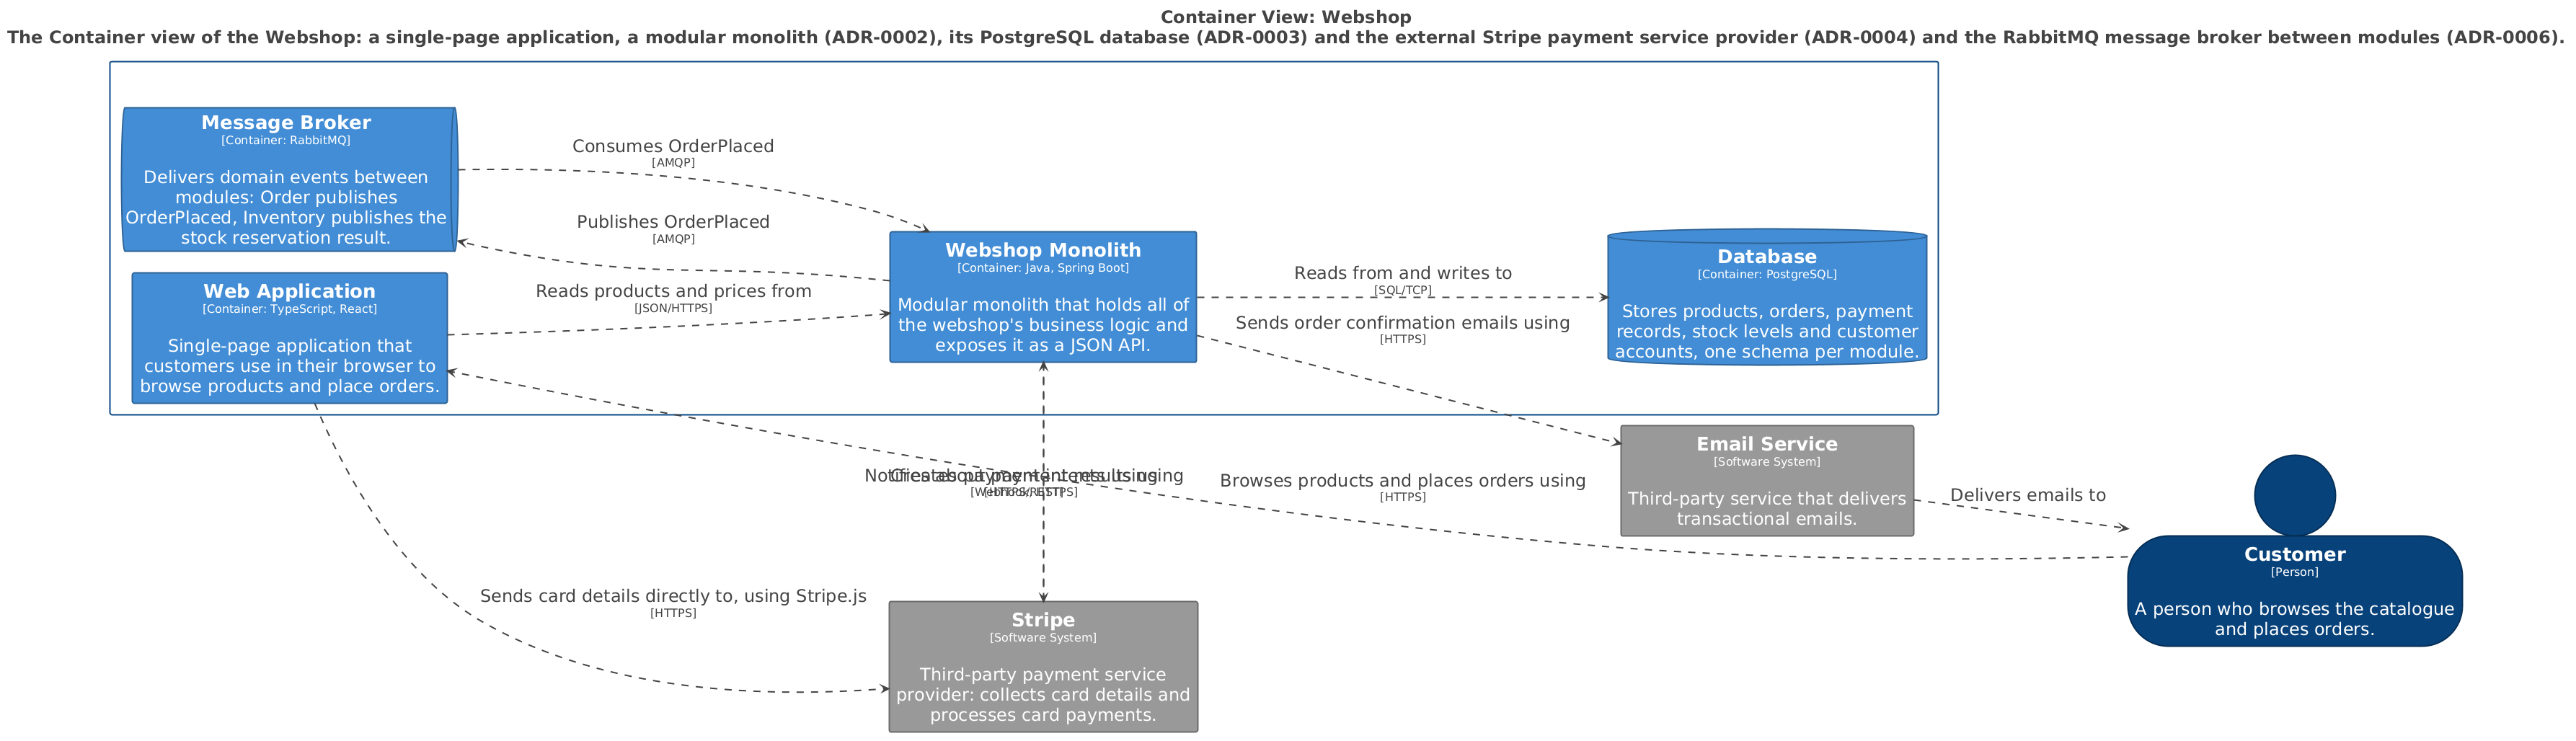 Container View: Webshop
The Container view of the Webshop: a single-page application, a modular monolith (ADR-0002), its PostgreSQL database (ADR-0003) and the external Stripe payment service provider (ADR-0004) and the RabbitMQ message broker between modules (ADR-0006).
Message Broker
[Container: RabbitMQ]
Delivers domain events between
modules: Order publishes
OrderPlaced, Inventory publishes the
stock reservation result.
Consumes OrderPlaced
[AMQP]
Publishes OrderPlaced
[AMQP]
Web Application
[Container: TypeScript, React]
Single-page application that
customers use in their browser to
browse products and place orders.
Reads products and prices from
[JSON/HTTPS]
Webshop Monolith
[Container: Java, Spring Boot]
Modular monolith that holds all of
the webshop's business logic and
exposes it as a JSON API.
Reads from and writes to
[SQL/TCP]
Sends order confirmation emails using
[HTTPS]
Database
[Container: PostgreSQL]
Stores products, orders, payment
records, stock levels and customer
accounts, one schema per module.
Email Service
[Software System]
Third-party service that delivers
transactional emails.
Delivers emails to
Browses products and places orders using
[HTTPS]
Customer
[Person]
A person who browses the catalogue
and places orders.
Sends card details directly to, using Stripe.js
[HTTPS]
Stripe
[Software System]
Third-party payment service
provider: collects card details and
processes card payments.